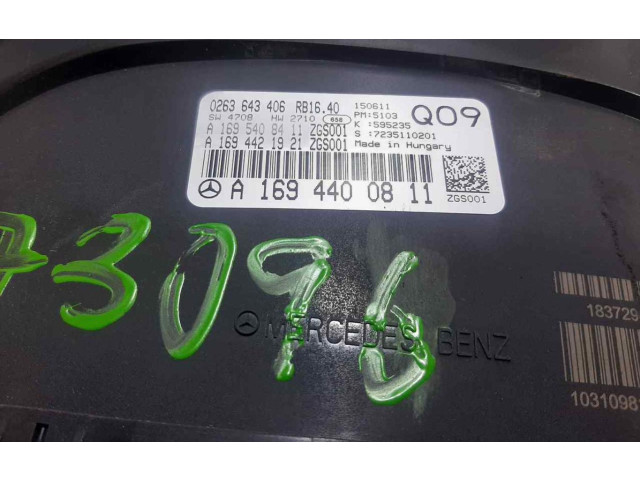 0263 643 406 RB16.40 150611
SW 4708 HW 2710 658 PM:5103 Q09
A 169 540 84 11 ZGS001 K :595235
A 169 442 19 21 ZGS001 S :7235110201
Made in Hungary
A 169 440 08 11 ZGS001
73096
MERCEDES BENZ
183729
1031098